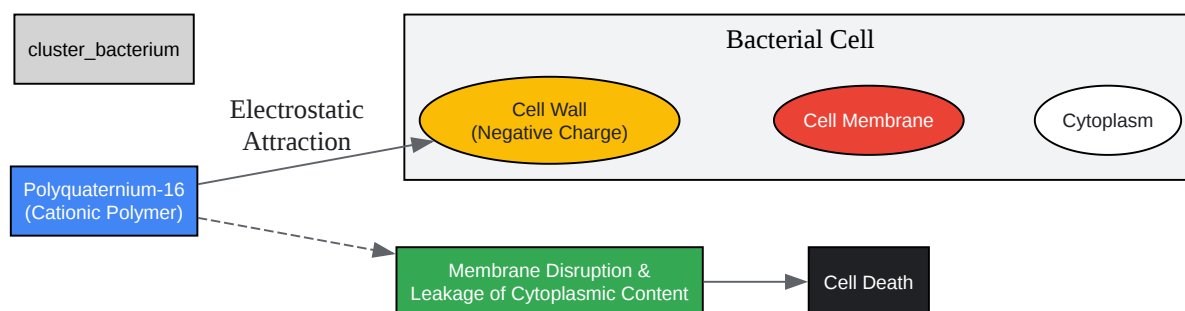 cluster_bacterium
Bacterial Cell
Cell Wall
(Negative Charge)
Cell Membrane
Cytoplasm
Electrostatic
Attraction
Polyquaternium-16
(Cationic Polymer)
Membrane Disruption &
Leakage of Cytoplasmic Content
Cell Death